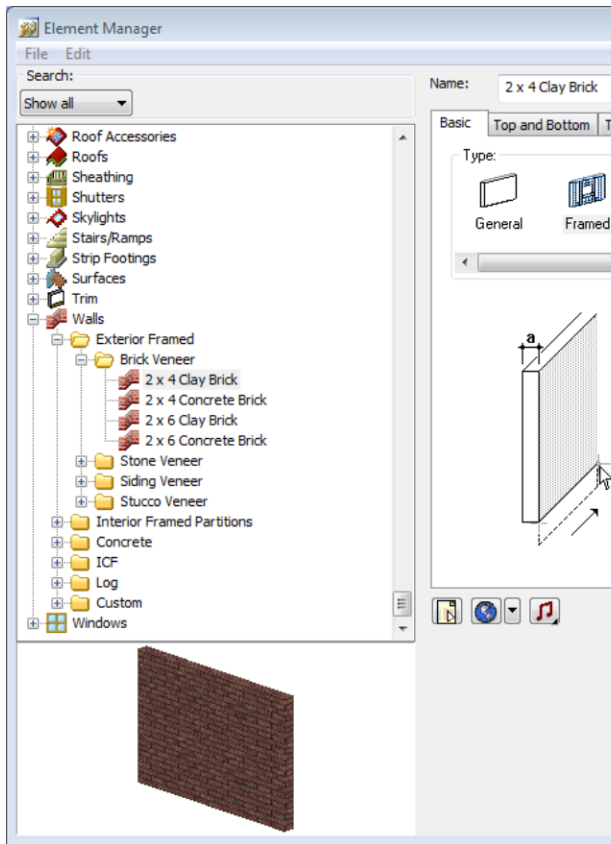 Element Manager
File Edit
Search:
Show all
Roof Accessories
Roofs
Sheathing
Shutters
Skylights
Stairs/Ramps
Strip Footings
Surfaces
Trim
Walls
Exterior Framed
Brick Veneer
2 x 4 Clay Brick
2 x 4 Concrete Brick
2 x 6 Clay Brick
2 x 6 Concrete Brick
Stone Veneer
Siding Veneer
Stucco Veneer
Interior Framed Partitions
Concrete
ICF
Log
Custom
Windows
Name: 2 x 4 Clay Brick
Basic Top and Bottom T
Type:
General Framed
a